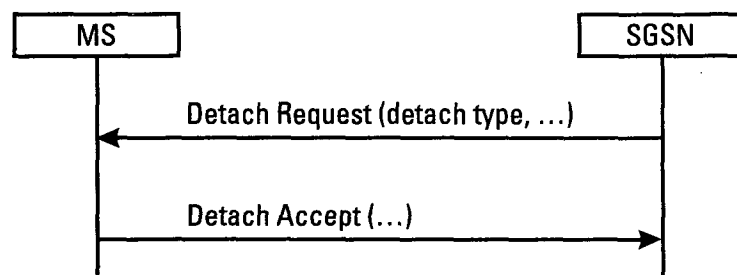 MS
SGSN
Detach Request (detach type, ...)
Detach Accept (...)